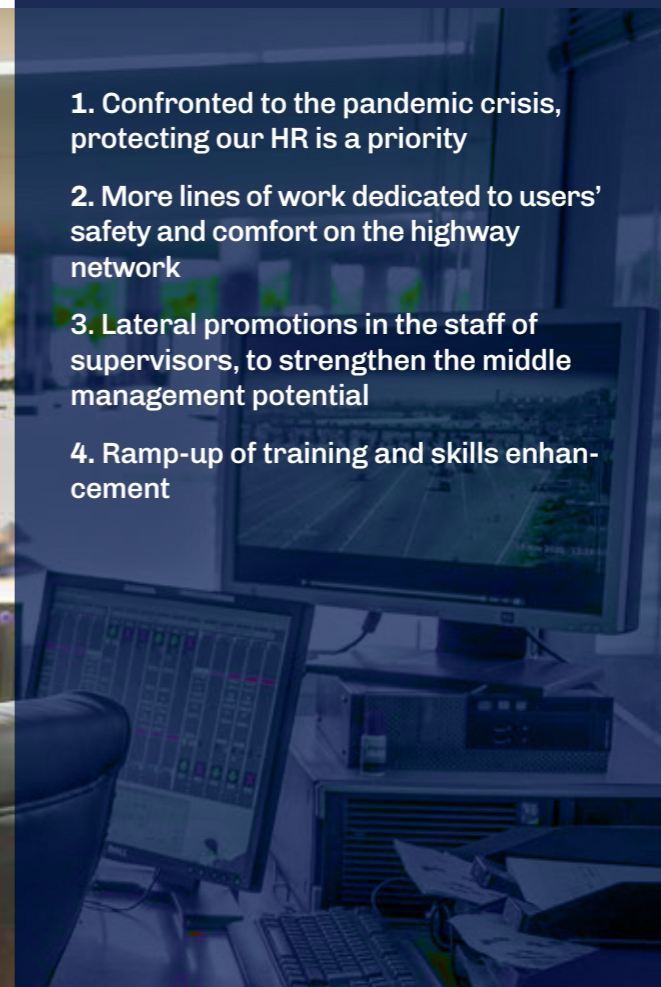 1. Confronted to the pandemic crisis,
protecting our HR is a priority
2. More lines of work dedicated to users’
safety and comfort on the highway
network
3. Lateral promotions in the staff of
supervisors, to strengthen the middle
management potential
4. Ramp-up of training and skills enhan-
cement
DELL